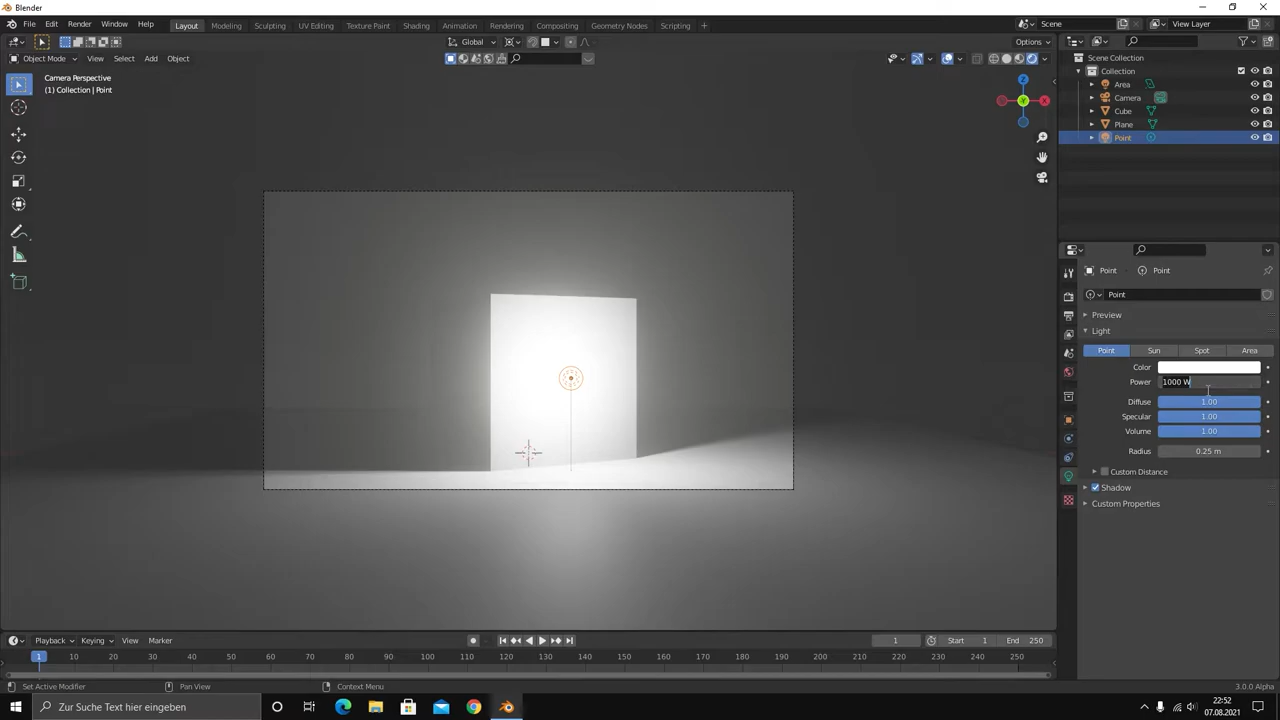 Blender
File Edit Render Window Help Layout Modeling Sculpting UV Editing Texture Paint Shading Animation Rendering Compositing Geometry Nodes Scripting + Scene View Layer
Global Options
Object Mode View Select Add Object
Camera Perspective
(1) Collection | Point
Z
Y
X
Scene Collection
Collection
Area
Camera
Cube
Plane
Point
Point Point
Point
Preview
Light
Point Sun Spot Area
Color
Power 1000 W
Diffuse 1.00
Specular 1.00
Volume 1.00
Radius 0.25 m
Custom Distance
Shadow
Custom Properties
Playback Keying View Marker 1 Start 1 End 250
1 10 20 30 40 50 60 70 80 90 100 110 120 130 140 150 160 170 180 190 200 210 220 230 240 250
Set Active Modifier Pan View Context Menu 3.0.0 Alpha
Zur Suche Text hier eingeben
22:52
07.08.2021